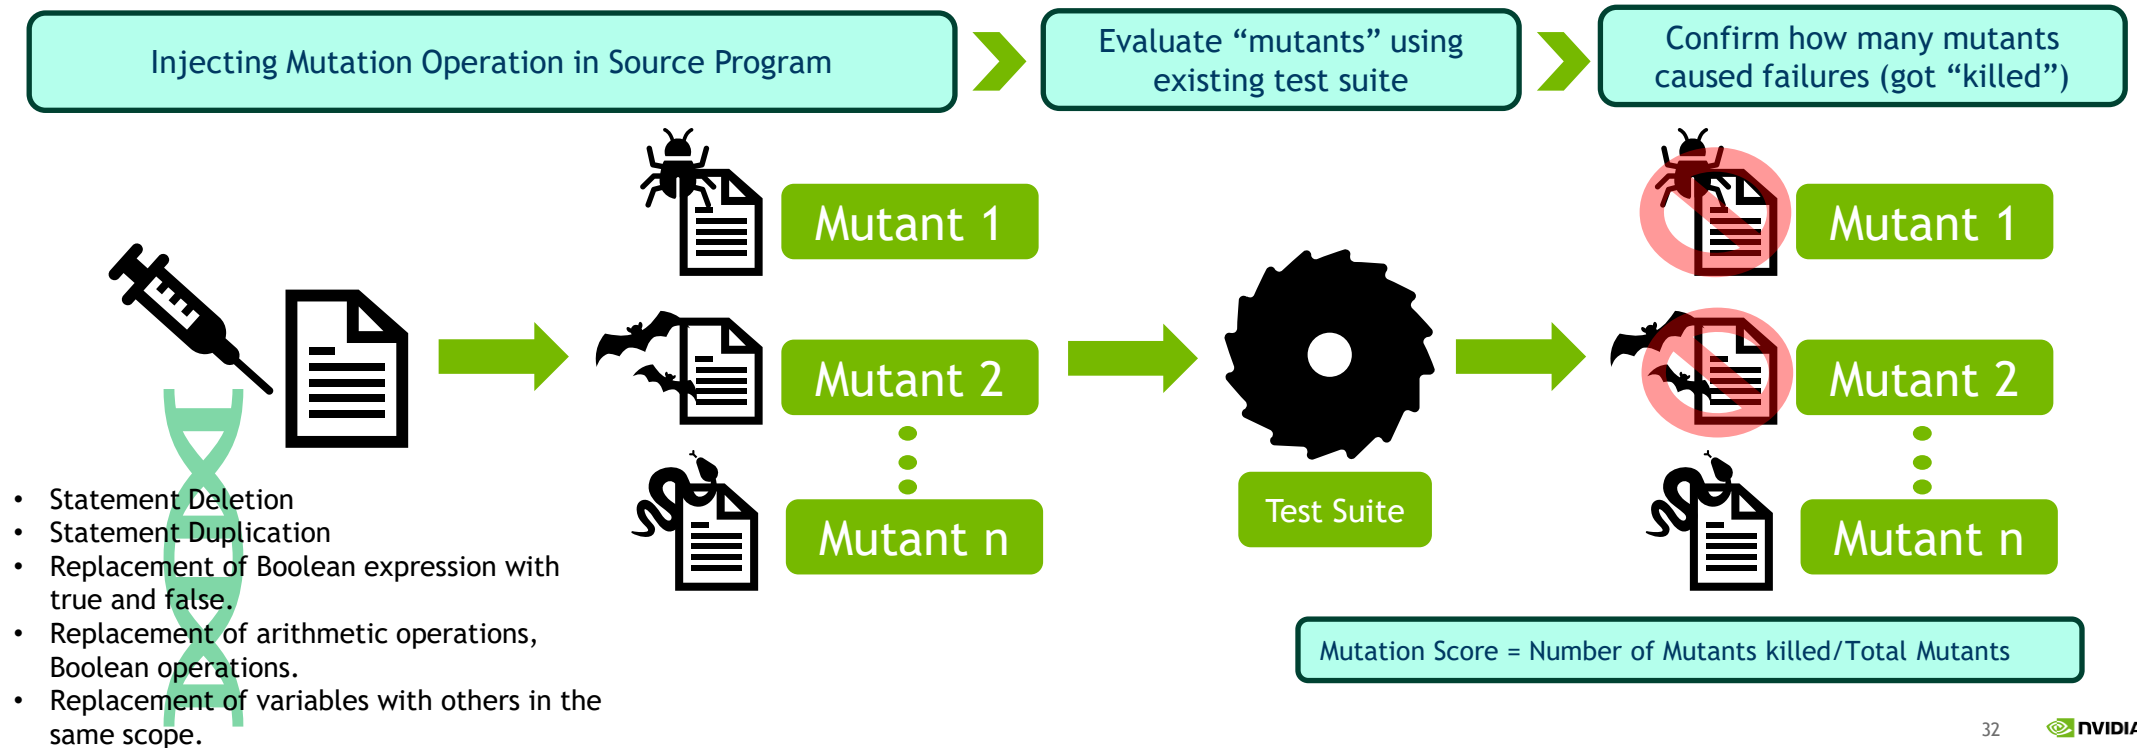 Injecting Mutation Operation in Source Program
Evaluate “mutants” using
existing test suite
Confirm how many mutants
caused failures (got “killed”)
Mutant 1
Mutant 2
Mutant n
Test Suite
Mutant 1
Mutant 2
Mutant n
• Statement Deletion
• Statement Duplication
• Replacement of Boolean expression with
true and false.
• Replacement of arithmetic operations,
Boolean operations.
• Replacement of variables with others in the
same scope.
Mutation Score = Number of Mutants killed/Total Mutants
32
NVIDIA